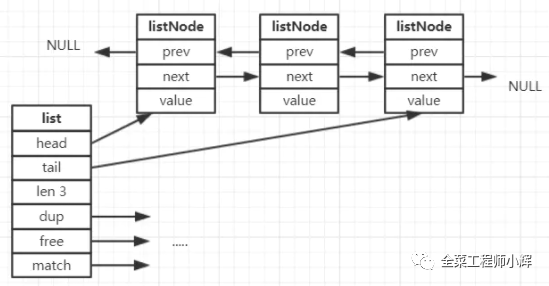 listNode
listNode
listNode
NULL
prev
prev
prev
next
next
next
NULL
value
value
value
list
head
tail
len 3
dup
free
.....
match
全菜工程师小辉